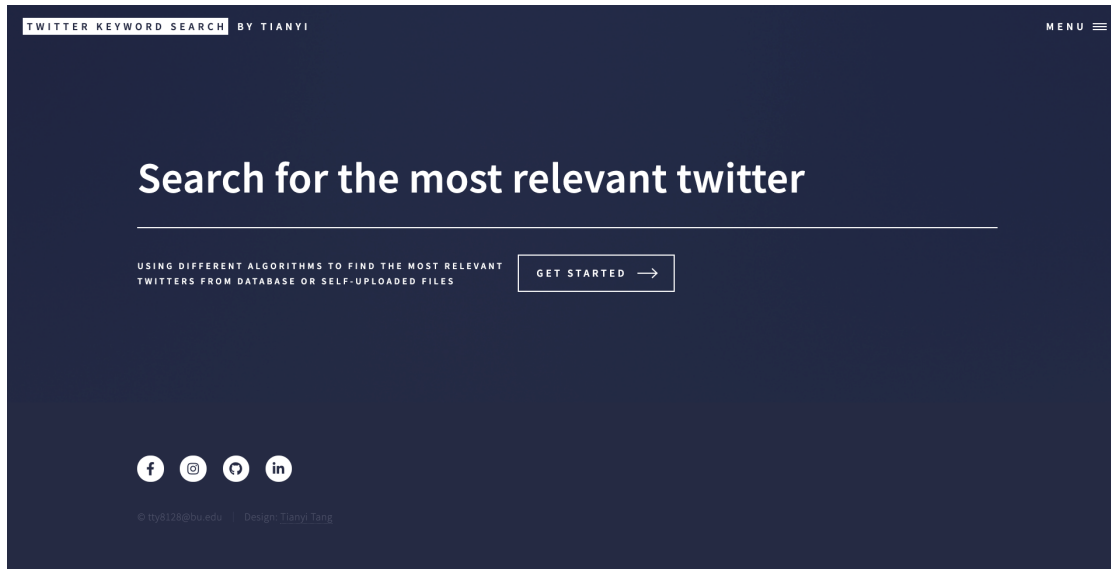 TWITTER KEYWORD SEARCH BY TIANYI
MENU
Search for the most relevant twitter
USING DIFFERENT ALGORITHMS TO FIND THE MOST RELEVANT
TWITTERS FROM DATABASE OR SELF-UPLOADED FILES
GET STARTED
© tty8128@bu.edu | Design: Tianyi Tang